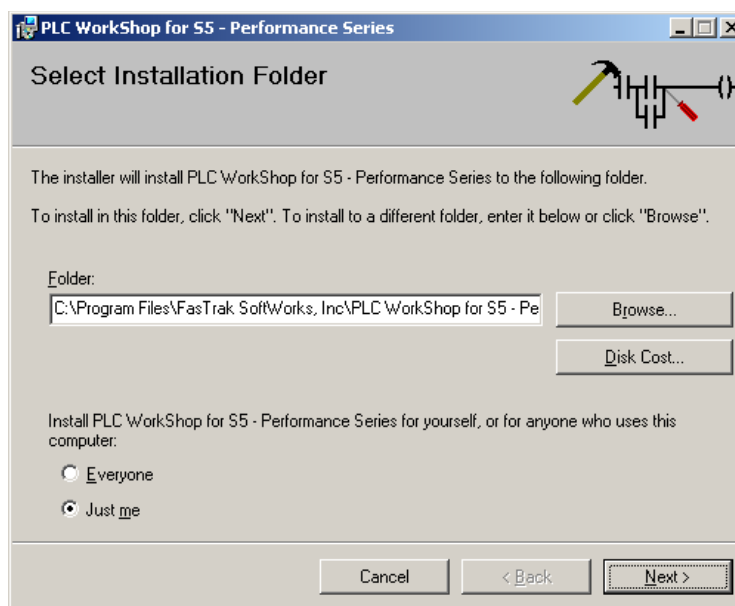 PLC WorkShop for S5 - Performance Series
Select Installation Folder
The installer will install PLC WorkShop for S5 - Performance Series to the following folder.
To install in this folder, click "Next". To install to a different folder, enter it below or click "Browse".
Folder:
C:\Program Files\FasTrak SoftWorks, Inc\PLC WorkShop for S5 - Pe
Browse...
Disk Cost...
Install PLC WorkShop for S5 - Performance Series for yourself, or for anyone who uses this
computer:
Everyone
Just me
Cancel
< Back
Next >